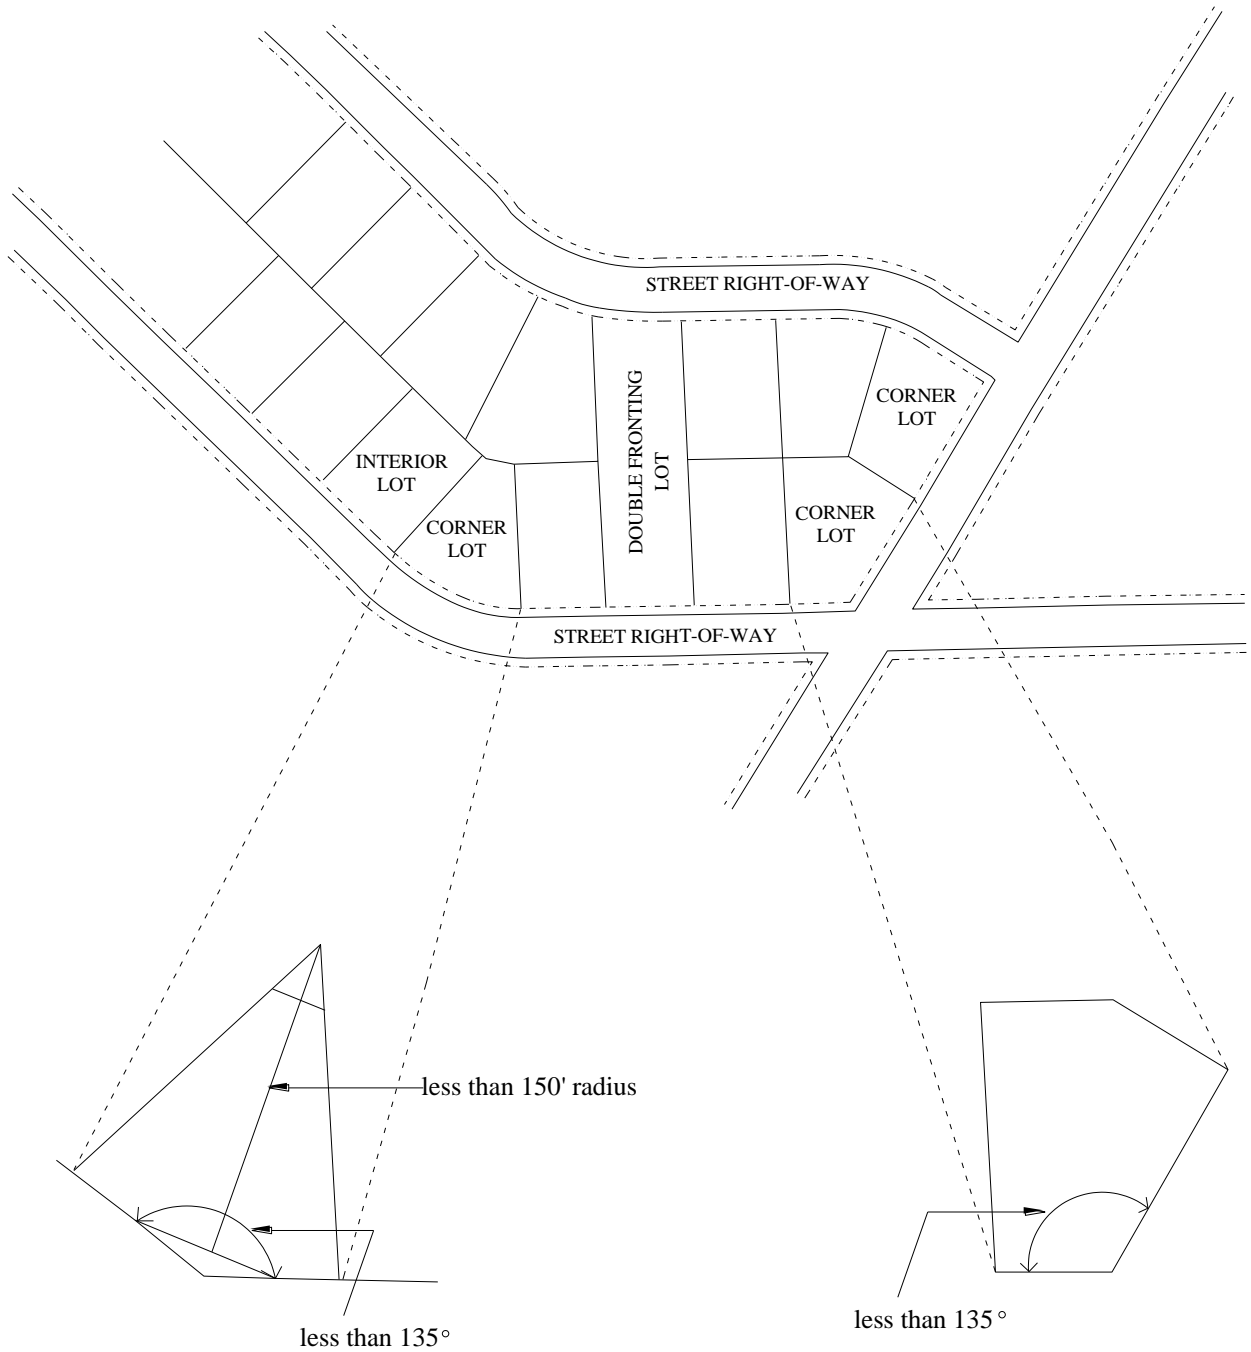 STREET RIGHT-OF-WAY
CORNER
LOT
DOUBLE FRONTING
LOT
INTERIOR
LOT
CORNER
LOT
CORNER
LOT
STREET RIGHT-OF-WAY
less than 150' radius
less than 135°
less than 135°